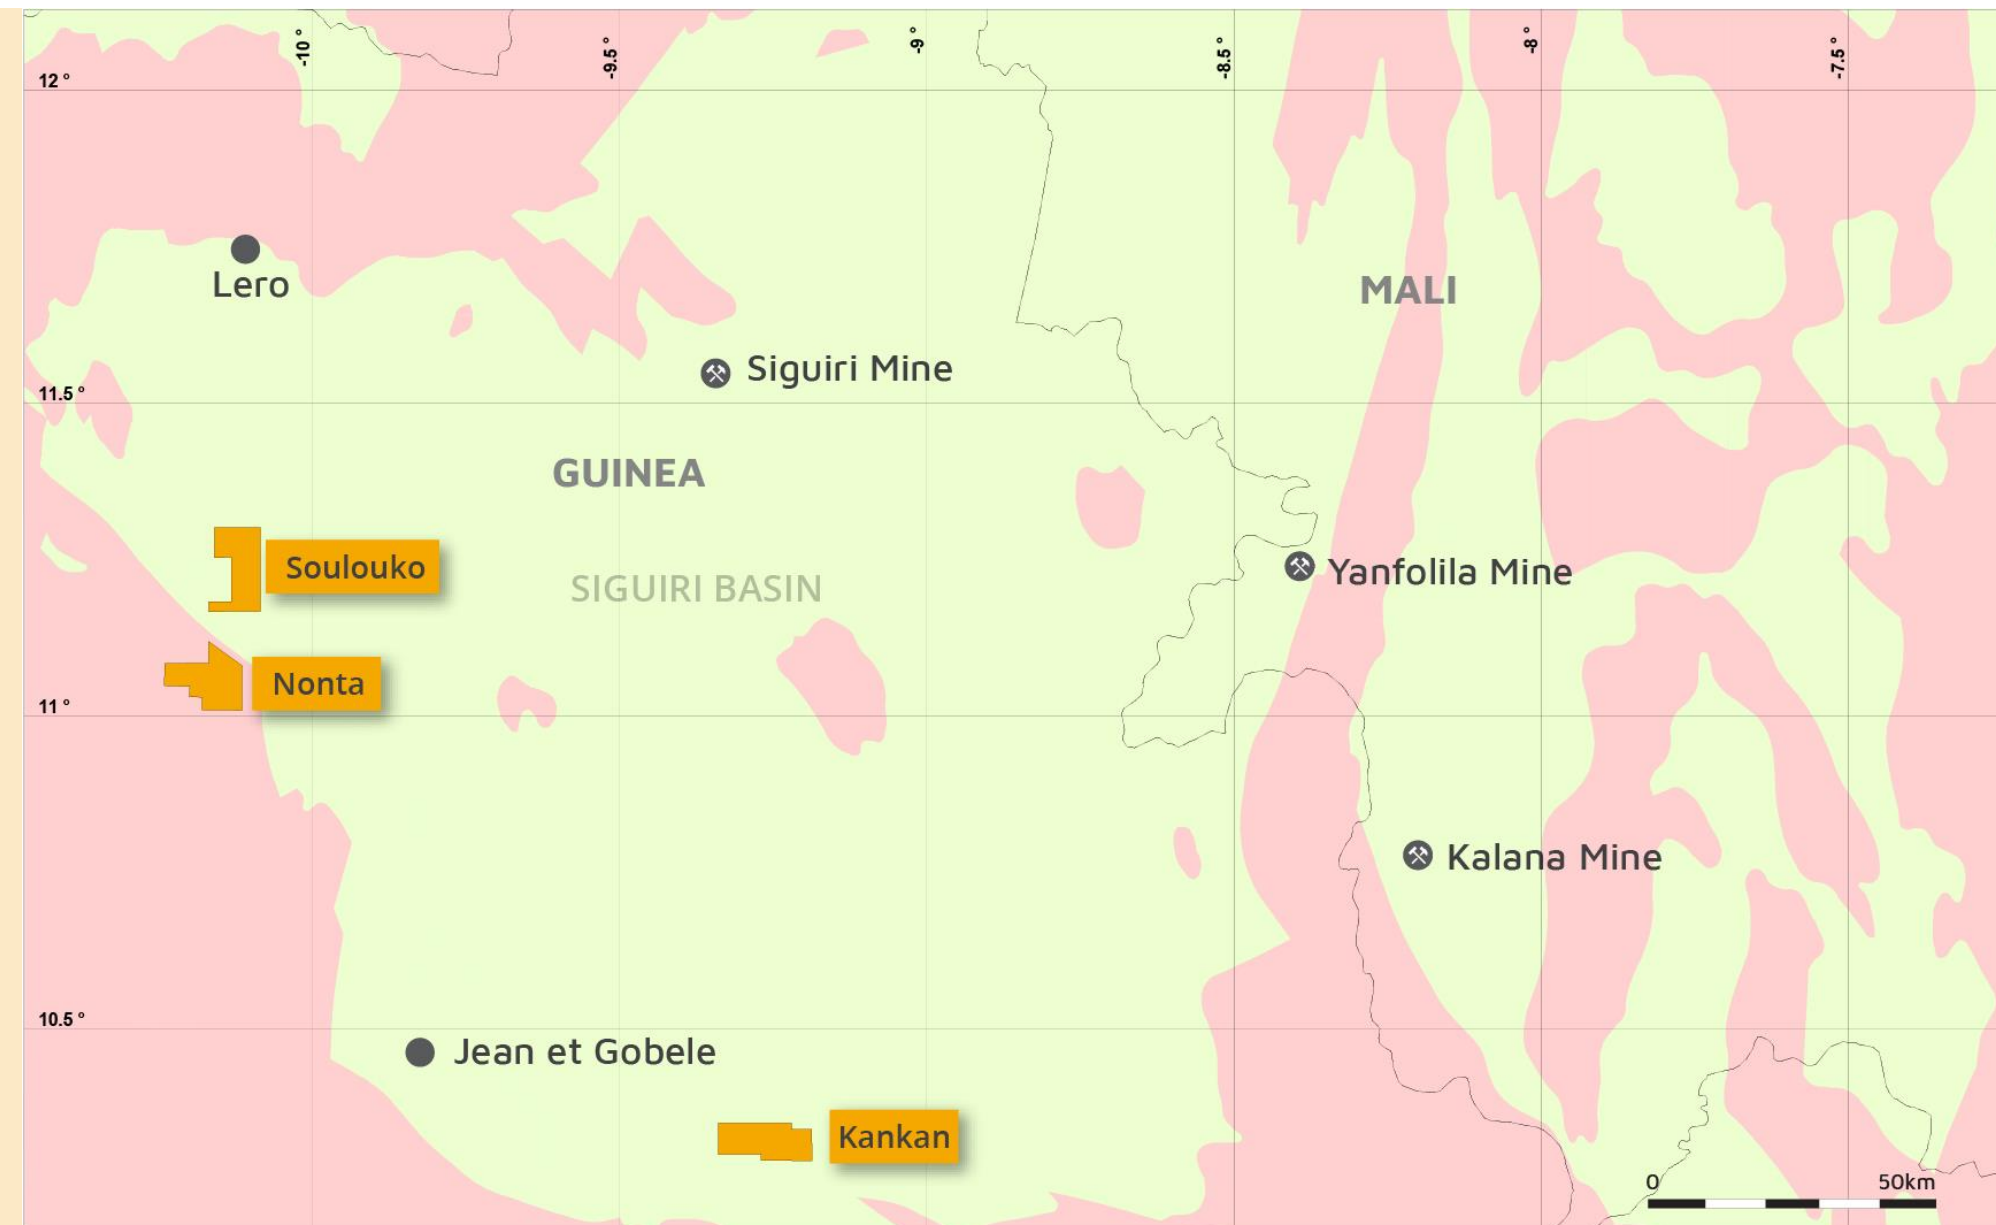 -10 °
-9.5 °
-9 °
-8.5 °
-8 °
-7.5 °
12 °
Lero
MALI
Siguiri Mine
11.5 °
GUINEA
Soulouko
SIGUIRI BASIN
Yanfolila Mine
Nonta
11 °
Kalana Mine
10.5 °
Jean et Gobele
Kankan
0 50km